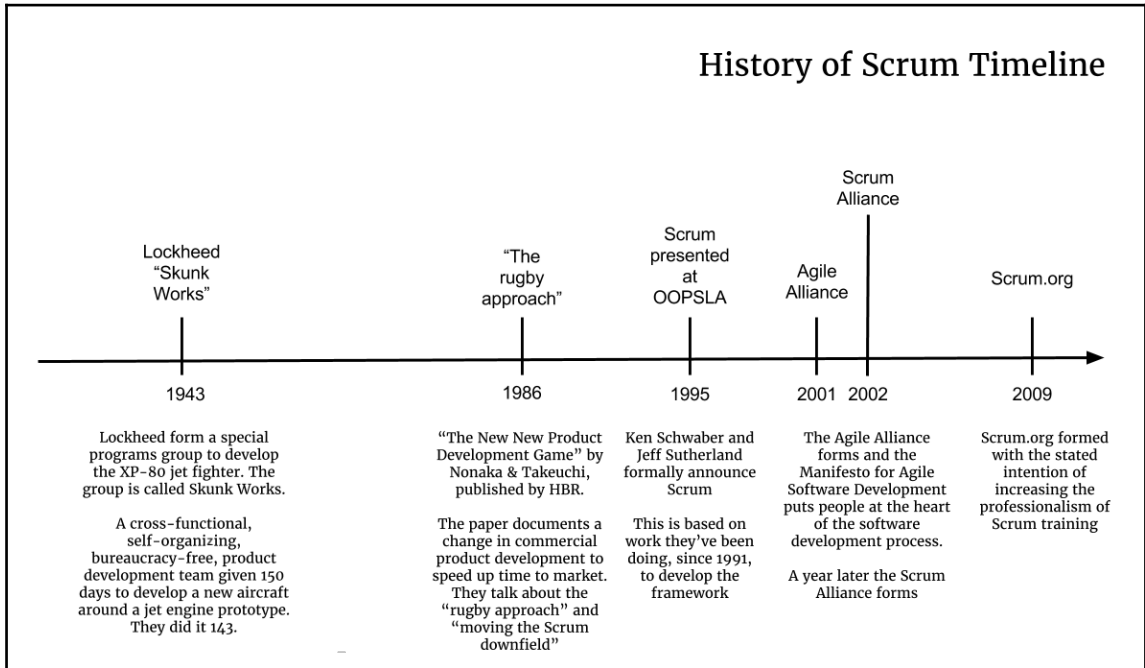 History of Scrum Timeline
Lockheed
“Skunk
Works”
“The
rugby
approach”
Scrum
presented
at
OOPSLA
Agile
Alliance
Scrum
Alliance
Scrum.org
1943
1986
1995
2001
2002
2009
Lockheed form a special
programs group to develop
the XP-80 jet fighter. The
group is called Skunk Works.
A cross-functional,
self-organizing,
bureaucracy-free, product
development team given 150
days to develop a new aircraft
around a jet engine prototype.
They did it 143.
“The New New Product
Development Game” by
Nonaka & Takeuchi,
published by HBR.
The paper documents a
change in commercial
product development to
speed up time to market.
They talk about the
“rugby approach” and
“moving the Scrum
downfield”
Ken Schwaber and
Jeff Sutherland
formally announce
Scrum
This is based on
work they’ve been
doing, since 1991,
to develop the
framework
The Agile Alliance
forms and the
Manifesto for Agile
Software Development
puts people at the heart
of the software
development process.
A year later the Scrum
Alliance forms
Scrum.org formed
with the stated
intention of
increasing the
professionalism of
Scrum training